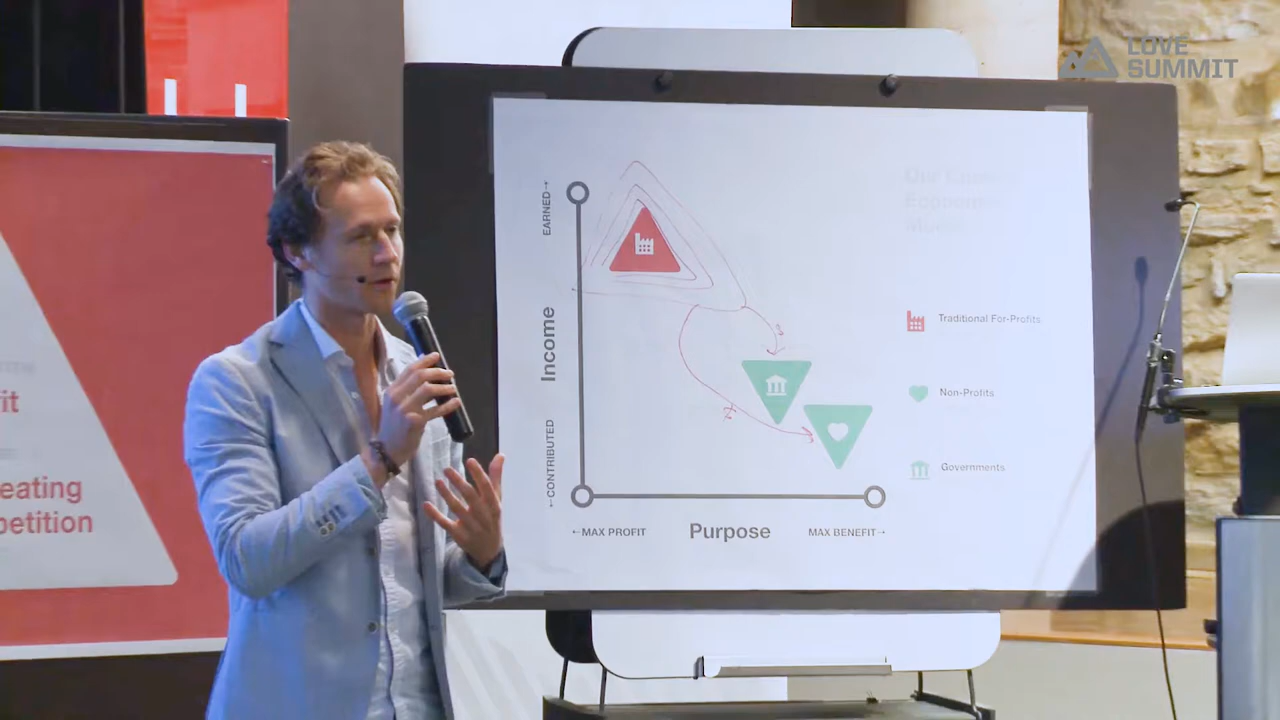 LOVE
SUMMIT
it
eating
petition
EARNED→
Income
←CONTRIBUTED
←MAX PROFIT
Purpose
MAX BENEFIT→
Traditional For-Profits
Non-Profits
Governments